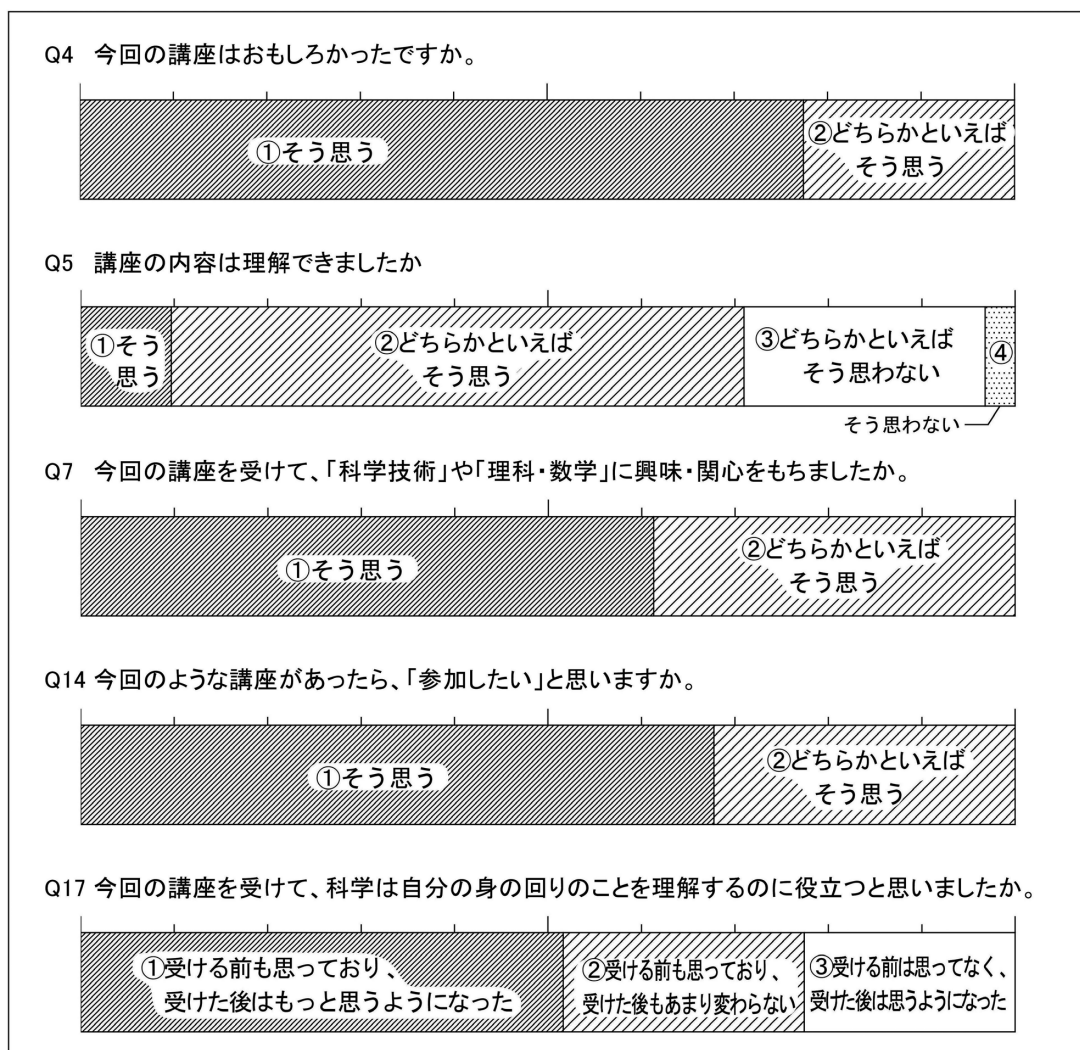 Q4 今回の講座はおもしろかったですか。
①そう思う
②どちらかといえば
そう思う
Q5 講座の内容は理解できましたか
①そう
思う
②どちらかといえば
そう思う
③どちらかといえば
そう思わない
④
そう思わない
Q7 今回の講座を受けて、「科学技術」や「理科・数学」に興味・関心をもちましたか。
①そう思う
②どちらかといえば
そう思う
Q14 今回のような講座があったら、「参加したい」と思いますか。
①そう思う
②どちらかといえば
そう思う
Q17 今回の講座を受けて、科学は自分の身の回りのことを理解するのに役立つと思いましたか。
①受ける前も思っており、
受けた後はもっと思うようになった
②受ける前も思っており、
受けた後もあまり変わらない
③受ける前は思ってなく、
受けた後は思うようになった